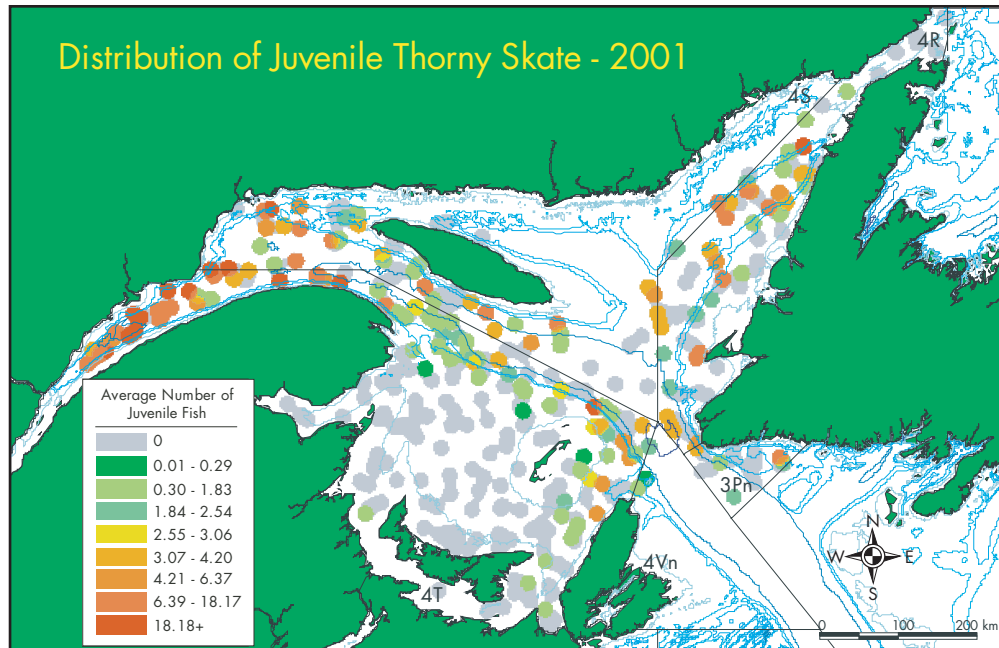 Distribution of Juvenile Thorny Skate - 2001
4R
4S
Average Number of
Juvenile Fish
0
0.01 - 0.29
0.30 - 1.83
1.84 - 2.54
2.55 - 3.06
3.07 - 4.20
4.21 - 6.37
6.39 - 18.17
18.18+
3Pn
4Vn
4T
N
W E
S
0 100 200 km